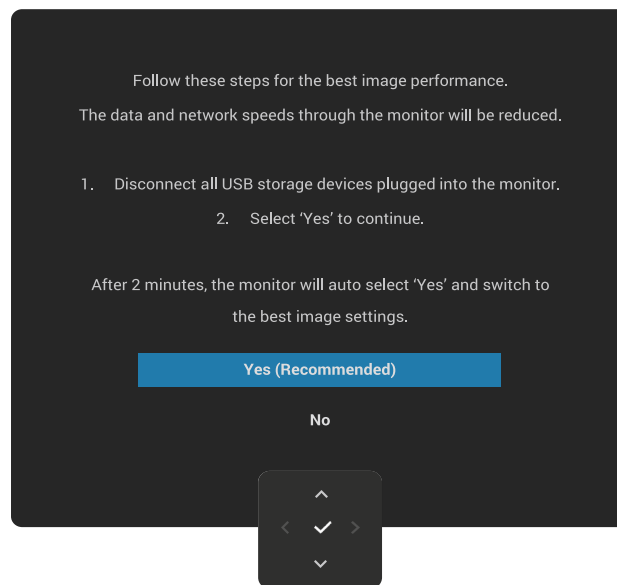 Follow these steps for the best image performance.
The data and network speeds through the monitor will be reduced.
1. Disconnect all USB storage devices plugged into the monitor.
2. Select ‘Yes’ to continue.
After 2 minutes, the monitor will auto select ‘Yes’ and switch to
the best image settings.
Yes (Recommended)
No